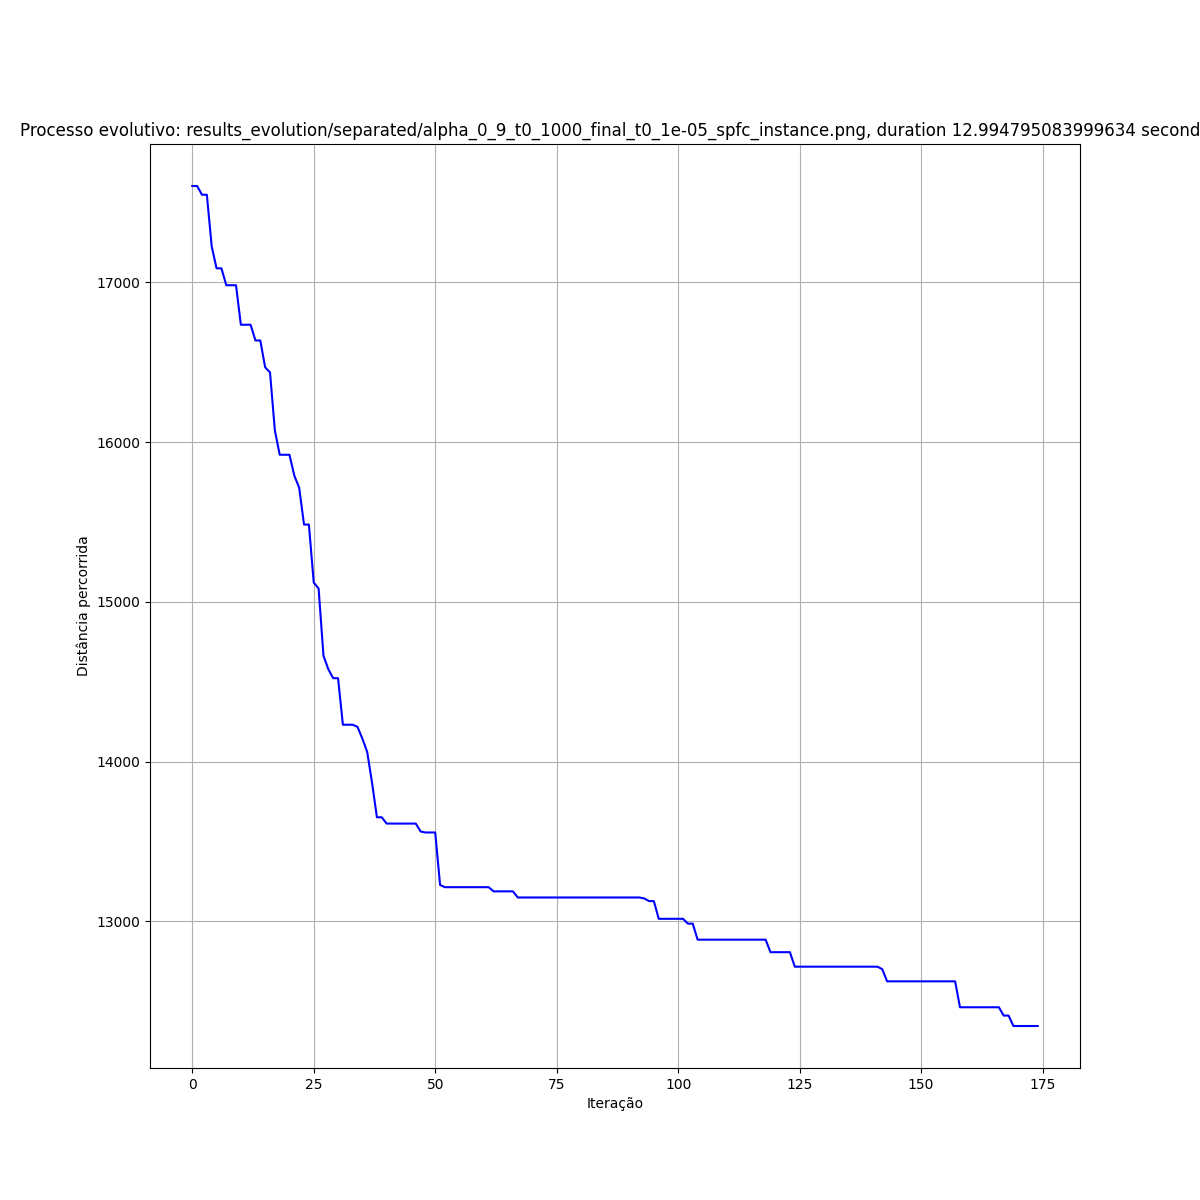 Processo evolutivo: results_evolution/separated/alpha_0_9_t0_1000_final_t0_1e-05_spfc_instance.png, duration 12.994795083999634 second
17000
16000
15000
14000
13000
Distância percorrida
0 25 50 75 100 125 150 175
Iteração